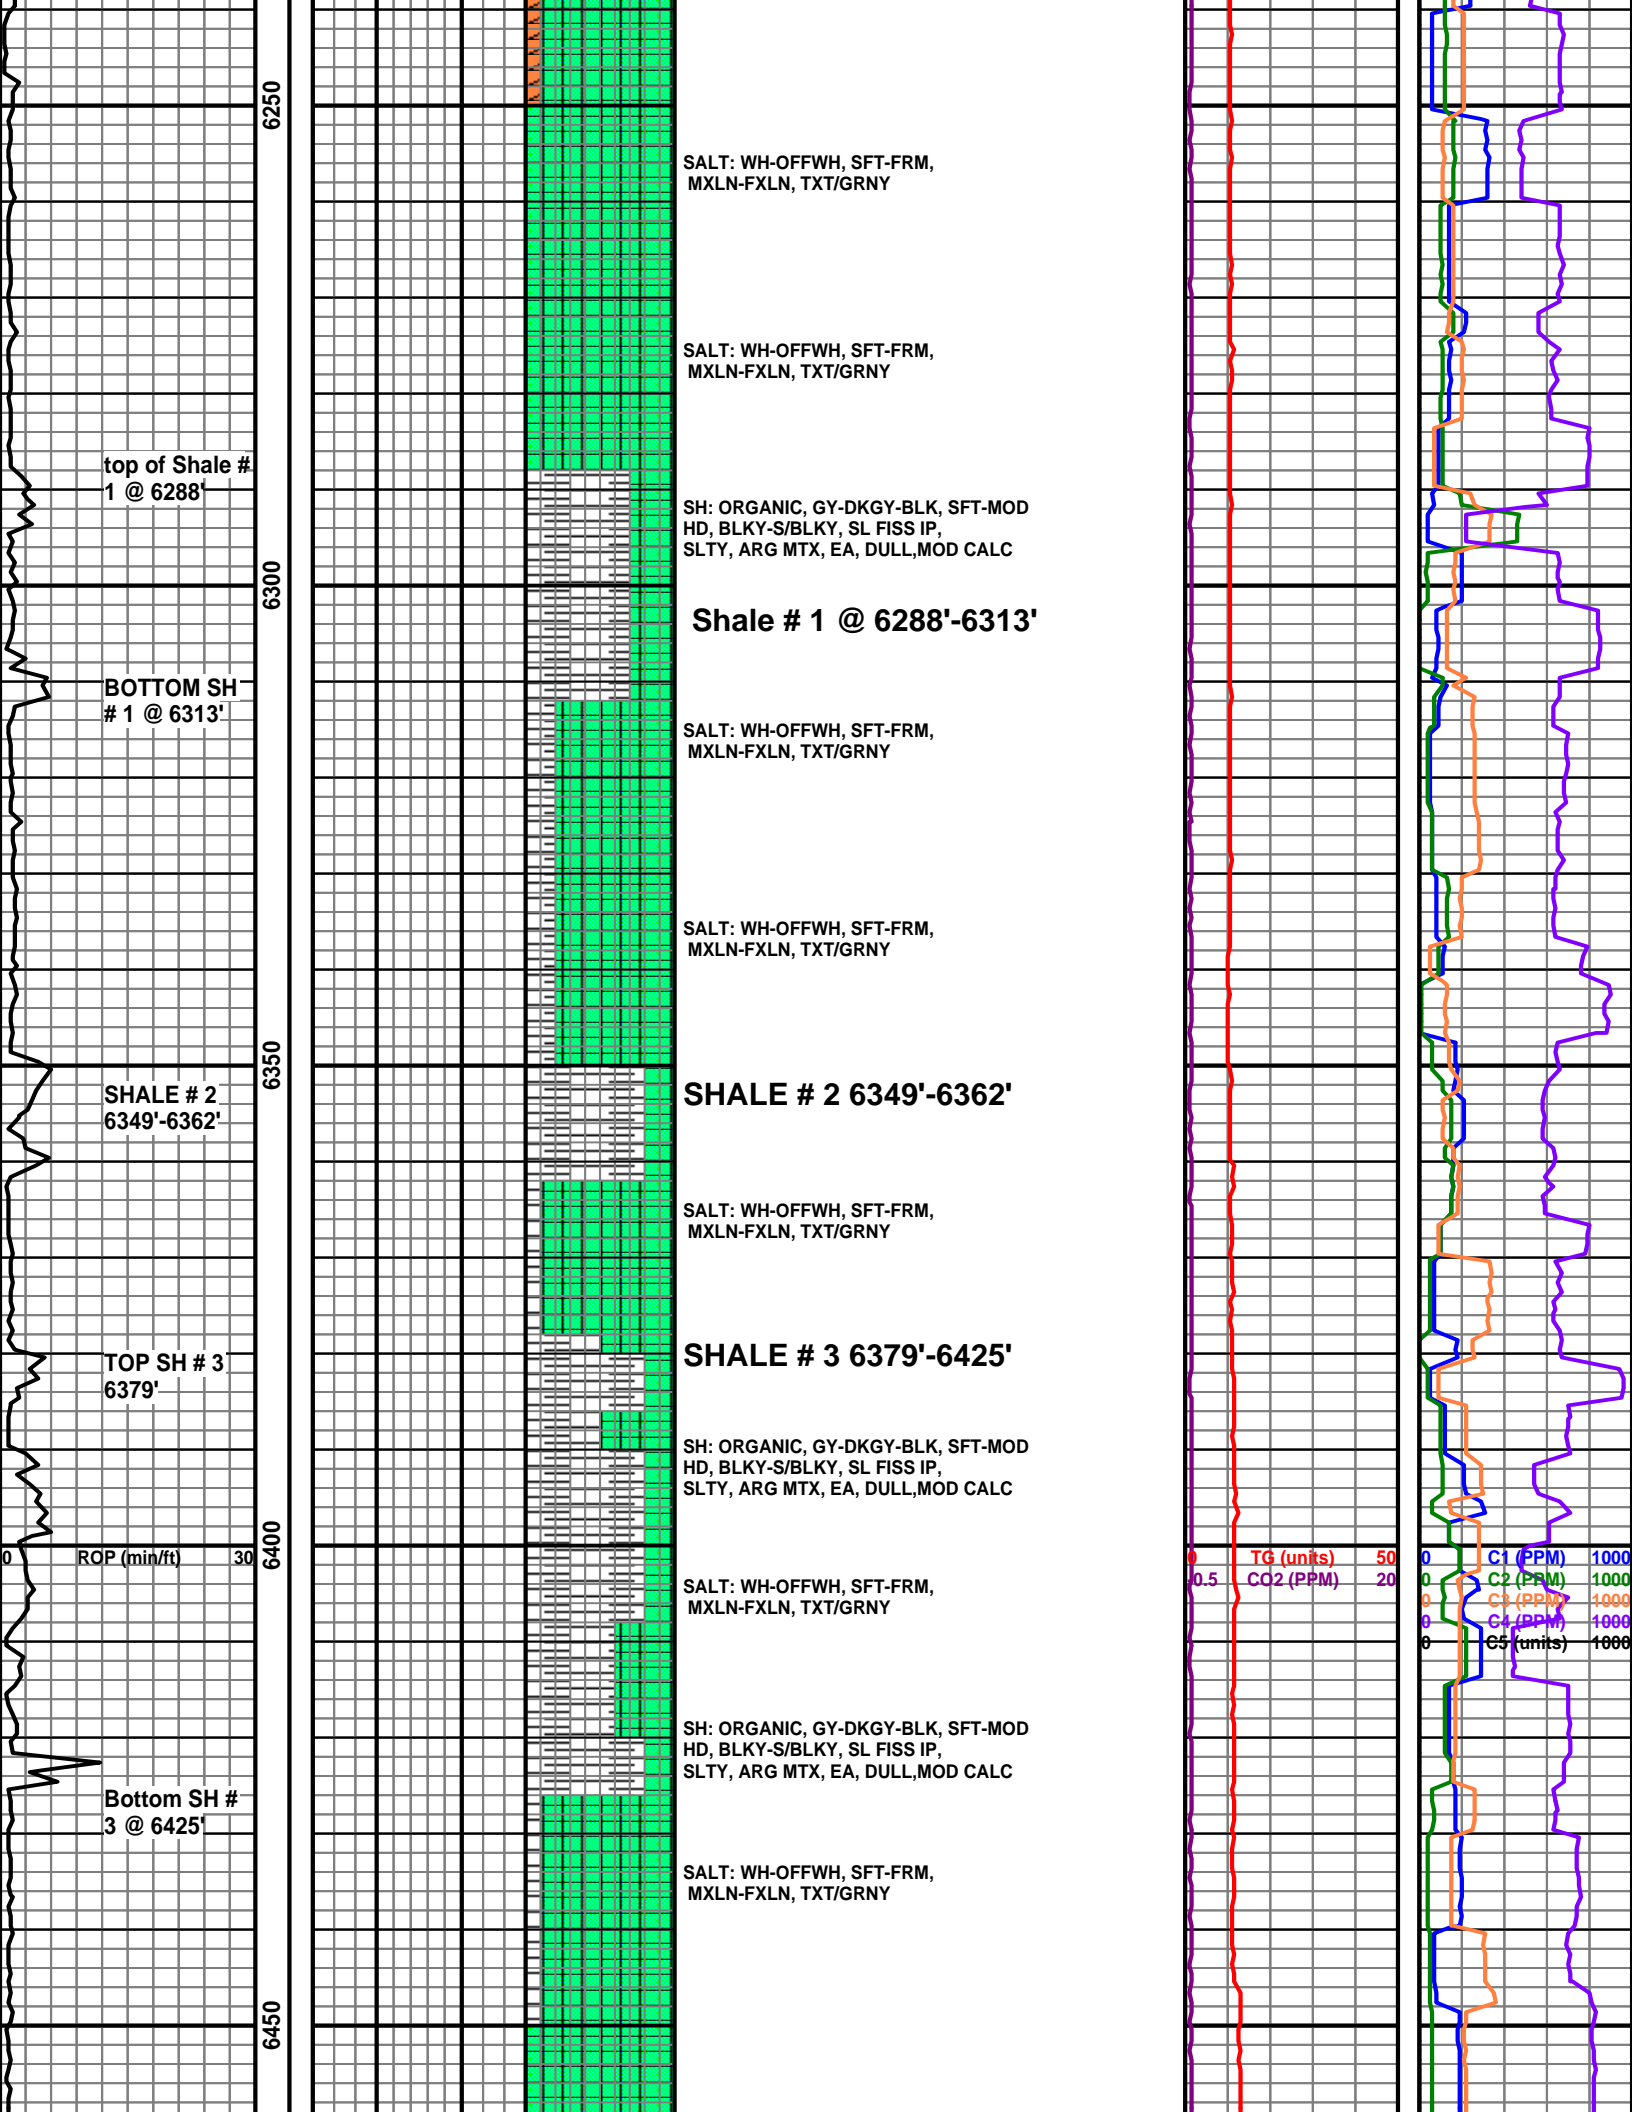 6250
SALT: WH-OFFWH, SFT-FRM,
MXLN-FXLN, TXT/GRNY
SALT: WH-OFFWH, SFT-FRM,
MXLN-FXLN, TXT/GRNY
top of Shale #
1 @ 6288'
SH: ORGANIC, GY-DKGY-BLK, SFT-MOD
HD, BLKY-S/BLKY, SL FISS IP,
SLTY, ARG MTX, EA, DULL,MOD CALC
6300
Shale # 1 @ 6288'-6313'
BOTTOM SH
# 1 @ 6313'
SALT: WH-OFFWH, SFT-FRM,
MXLN-FXLN, TXT/GRNY
SALT: WH-OFFWH, SFT-FRM,
MXLN-FXLN, TXT/GRNY
6350
SHALE # 2
6349'-6362'
SHALE # 2 6349'-6362'
SALT: WH-OFFWH, SFT-FRM,
MXLN-FXLN, TXT/GRNY
TOP SH # 3
6379'
SHALE # 3 6379'-6425'
SH: ORGANIC, GY-DKGY-BLK, SFT-MOD
HD, BLKY-S/BLKY, SL FISS IP,
SLTY, ARG MTX, EA, DULL,MOD CALC
6400
0 ROP (min/ft) 30
0 TG (units) 50
0.5 CO2 (PPM) 20
0 C1 (PPM) 1000
0 C2 (PPM) 1000
0 C3 (PPM) 1000
0 C4 (PPM) 1000
0 C5 (units) 1000
SALT: WH-OFFWH, SFT-FRM,
MXLN-FXLN, TXT/GRNY
SH: ORGANIC, GY-DKGY-BLK, SFT-MOD
HD, BLKY-S/BLKY, SL FISS IP,
SLTY, ARG MTX, EA, DULL,MOD CALC
Bottom SH #
3 @ 6425'
SALT: WH-OFFWH, SFT-FRM,
MXLN-FXLN, TXT/GRNY
6450